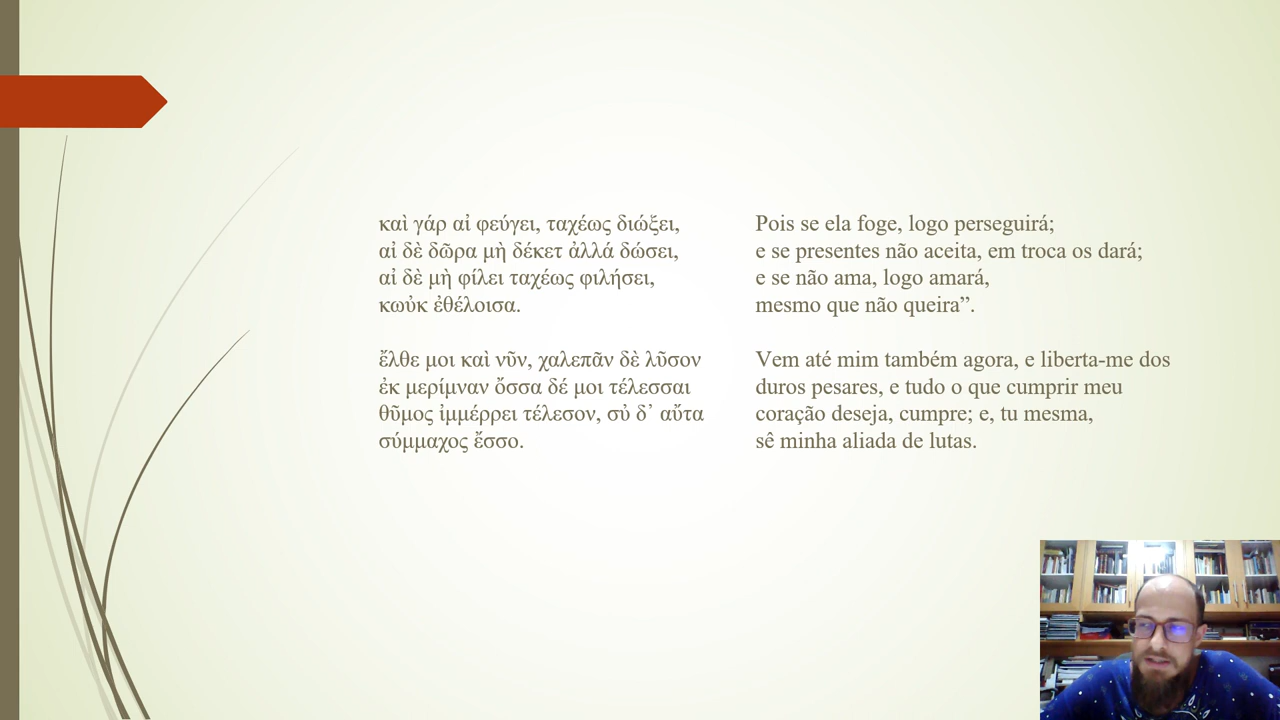 καὶ γάρ αἰ φεύγει, ταχέως διώξει,
αἰ δὲ δῶρα μὴ δέκετ ἀλλά δώσει,
αἰ δὲ μὴ φίλει ταχέως φιλήσει,
κωὐκ ἐθέλοισα.
ἔλθε μοι καὶ νῦν, χαλεπᾶν δὲ λῦσον
ἐκ μερίμναν ὄσσα δέ μοι τέλεσσαι
θῦμος ἰμμέρρει τέλεσον, σὐ δ᾽ αὔτα
σύμμαχος ἔσσο.
Pois se ela foge, logo perseguirá;
e se presentes não aceita, em troca os dará;
e se não ama, logo amará,
mesmo que não queira”.
Vem até mim também agora, e liberta-me dos
duros pesares, e tudo o que cumprir meu
coração deseja, cumpre; e, tu mesma,
sê minha aliada de lutas.